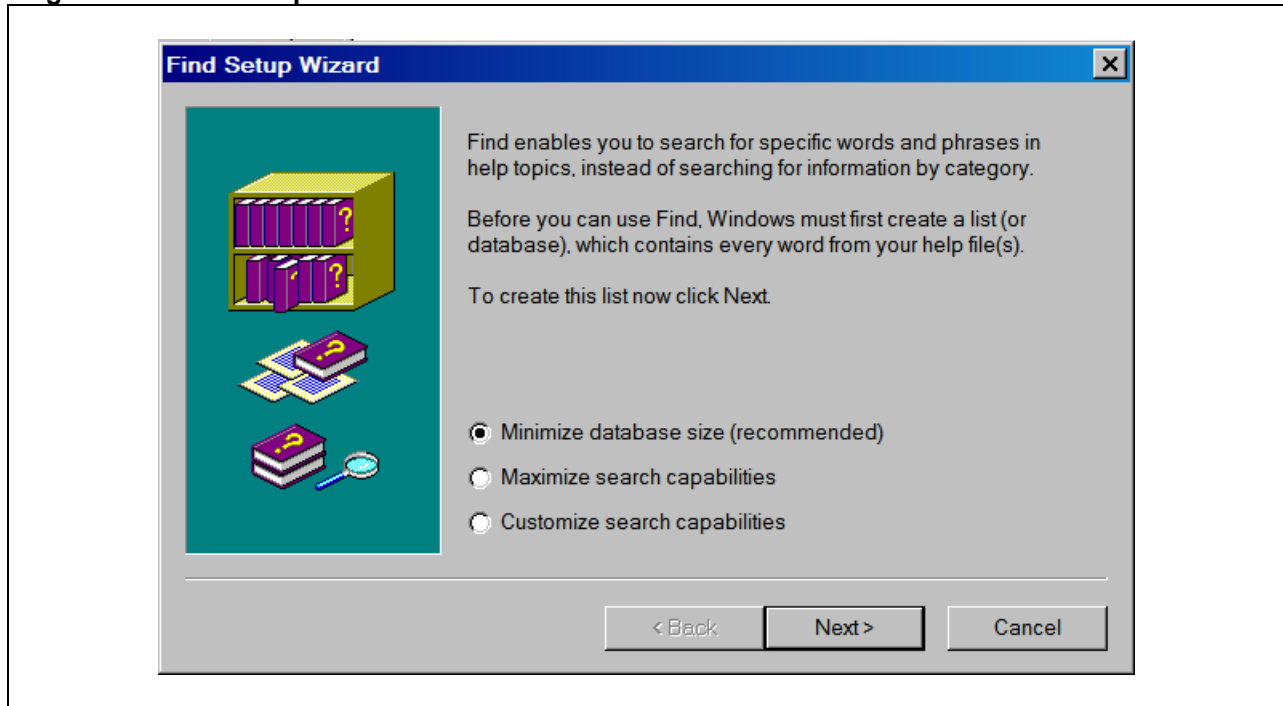 Find Setup Wizard
Find enables you to search for specific words and phrases in
help topics, instead of searching for information by category.
Before you can use Find, Windows must first create a list (or
database), which contains every word from your help file(s).
To create this list now click Next.
Minimize database size (recommended)
Maximize search capabilities
Customize search capabilities
< Back Next > Cancel